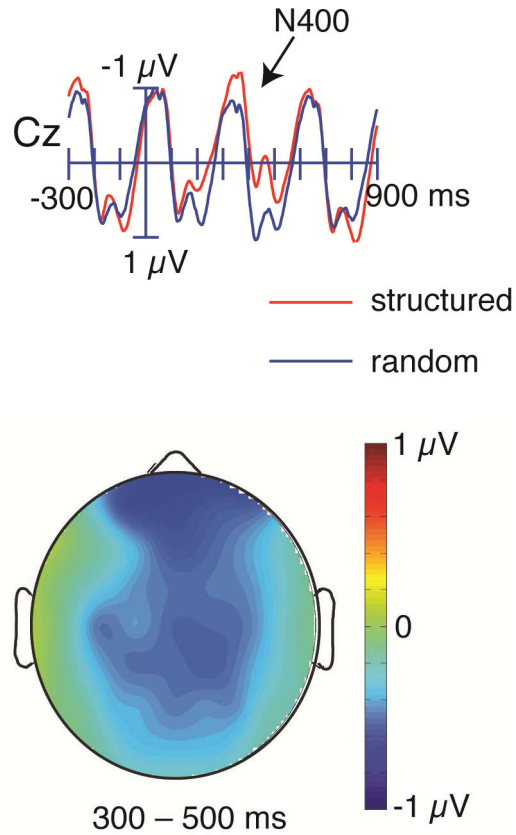 N400
-1 µV
Cz
-300
900 ms
1 µV
structured
random
1 µV
0
-1 µV
300 – 500 ms